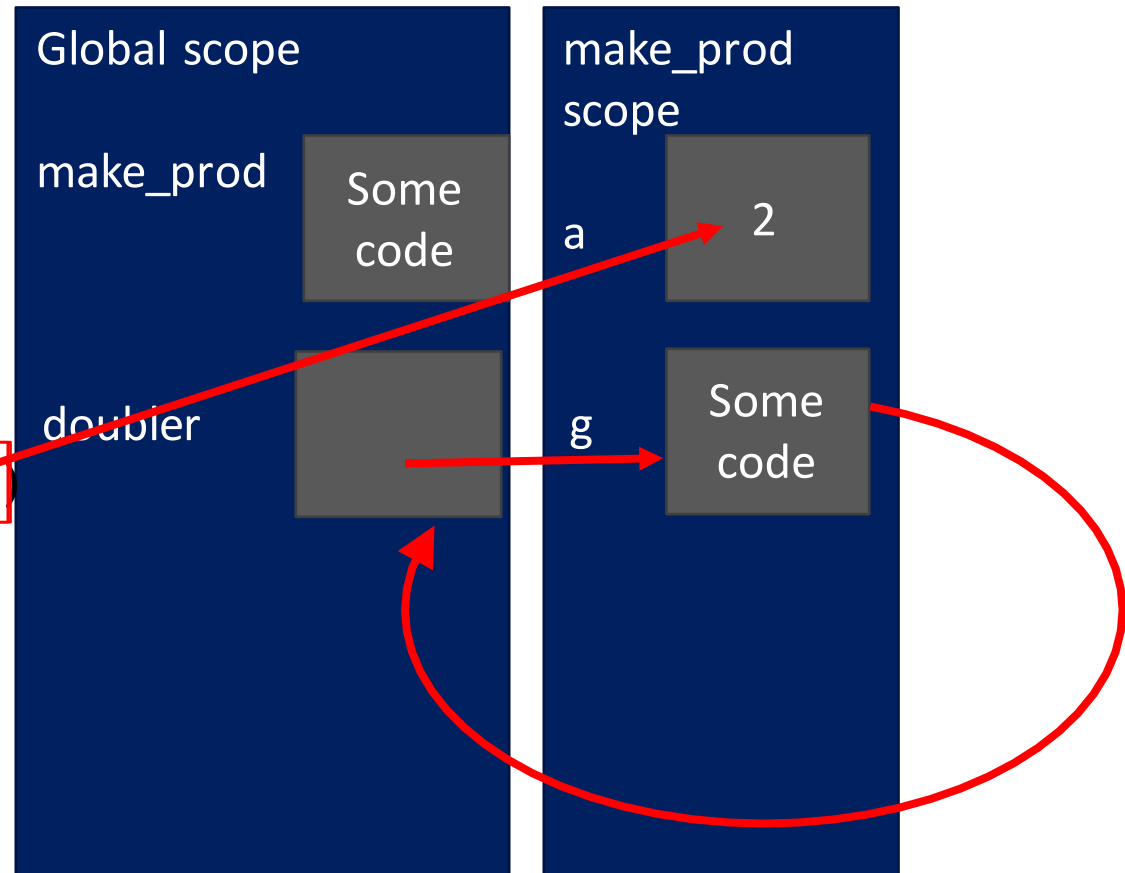 Global scope
make_prod
Some
code
doubler
)
make_prod
scope
a
2
g
Some
code